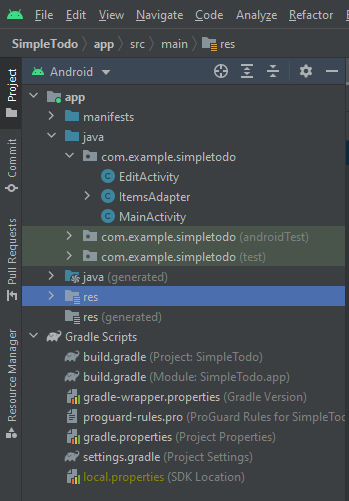 File Edit View Navigate Code Analyze Refactor
SimpleTodo app src main res
Project
Commit
Pull Requests
Resource Manager
Android
app
manifests
java
com.example.simpletodo
EditActivity
ItemsAdapter
MainActivity
com.example.simpletodo (androidTest)
com.example.simpletodo (test)
java (generated)
res
res (generated)
Gradle Scripts
build.gradle (Project: SimpleTodo)
build.gradle (Module: SimpleTodo.app)
gradle-wrapper.properties (Gradle Version)
proguard-rules.pro (ProGuard Rules for SimpleTod
gradle.properties (Project Properties)
settings.gradle (Project Settings)
local.properties (SDK Location)